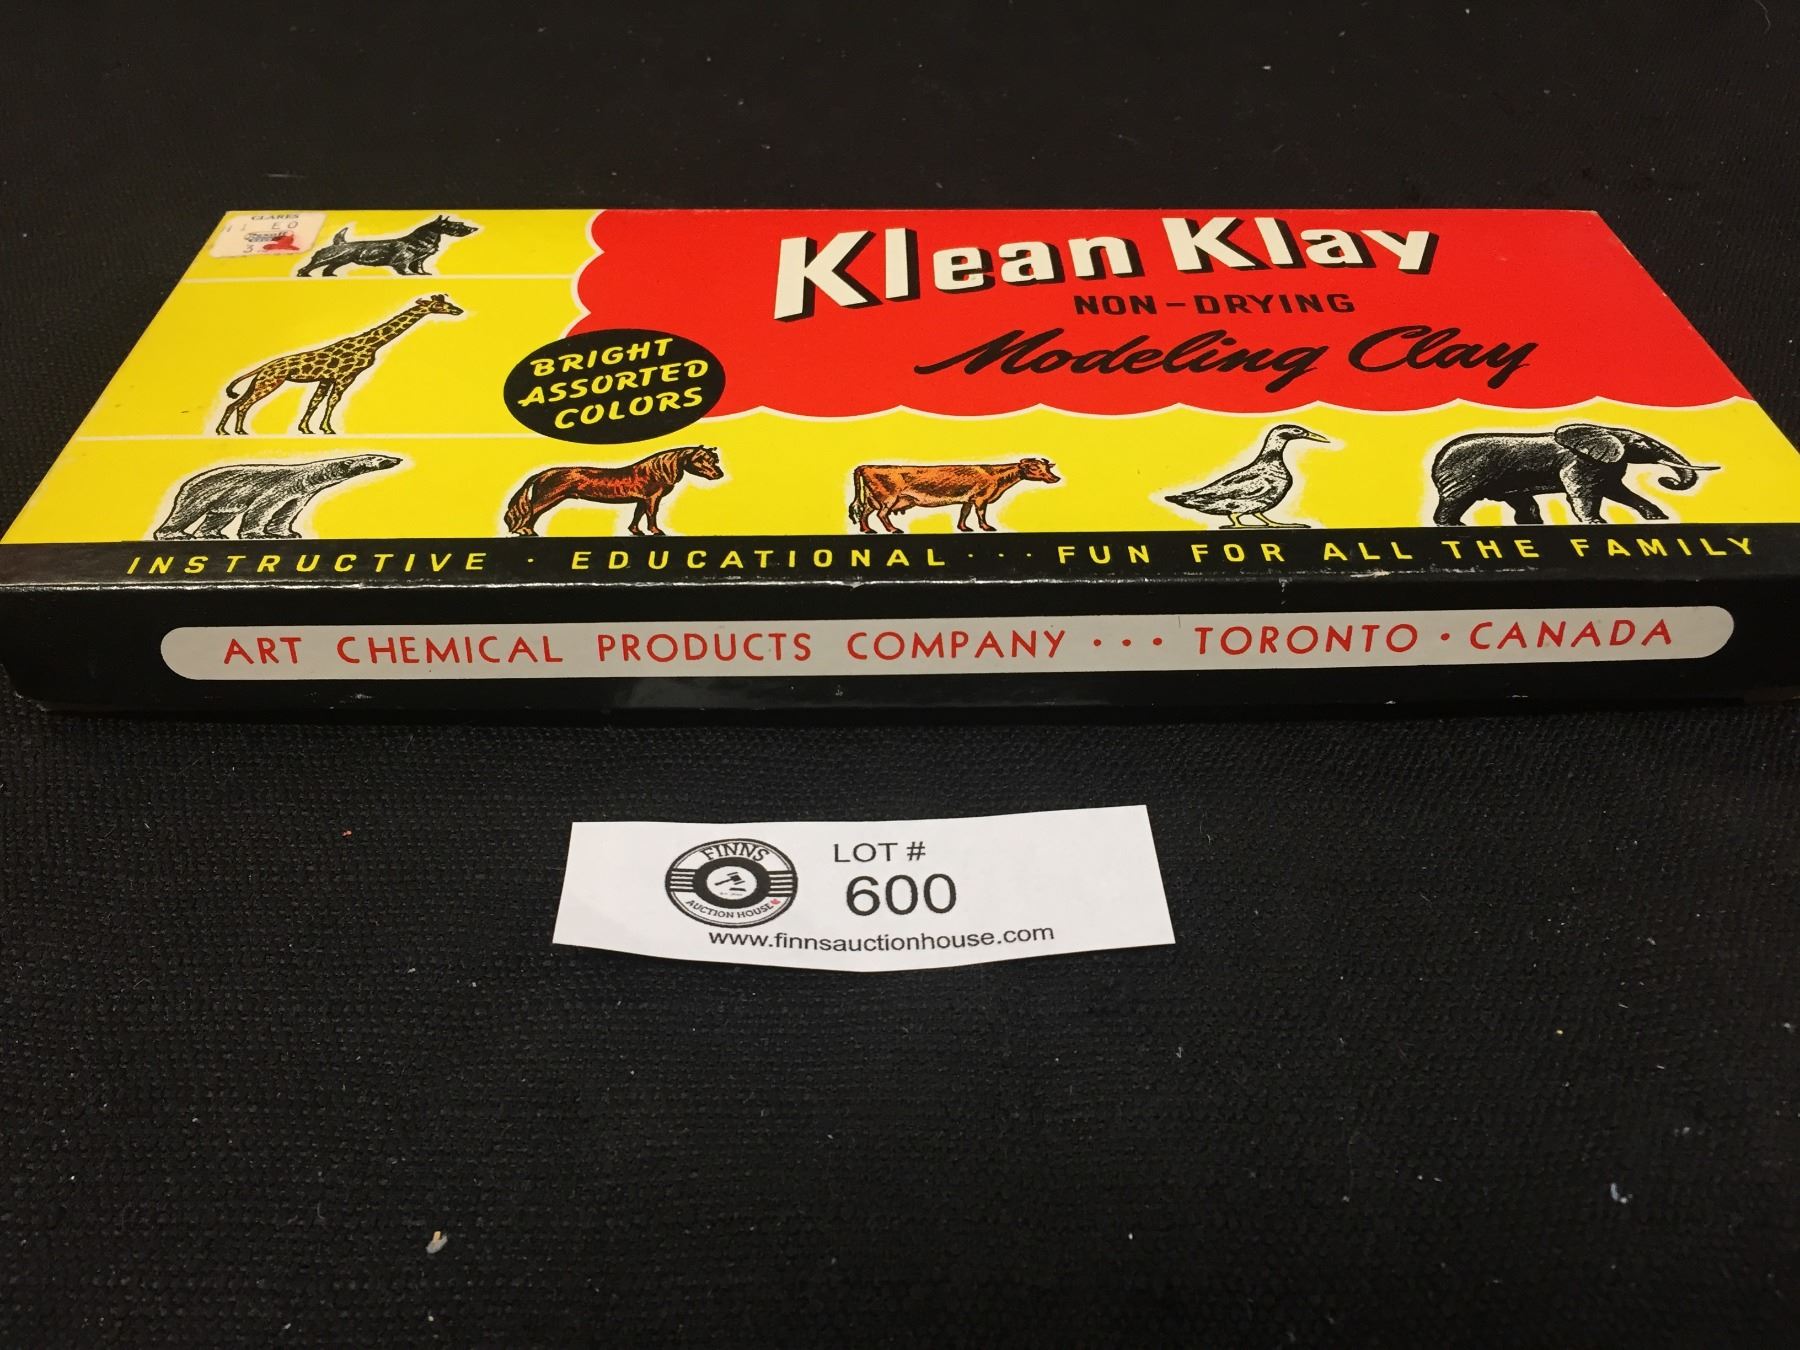 CLARES
Klean Klay
NON-DRYING
Modeling Clay
BRIGHT
ASSORTED
COLORS
INSTRUCTIVE · EDUCATIONAL··· FUN FOR ALL THE FAMILY
ART CHEMICAL PRODUCTS COMPANY ··· TORONTO · CANADA
FINNS
AUCTION HOUSE
LOT #
600
www.finnsauctionhouse.com